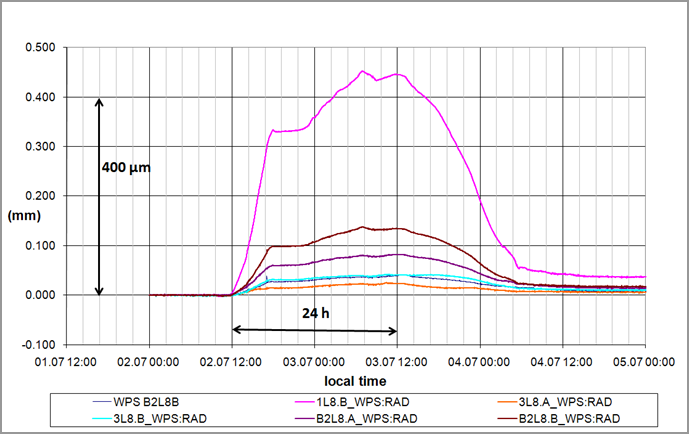 0.500
0.400
0.300
0.200
0.100
0.000
-0.100
(mm)
400 µm
24 h
01.07 12:00 02.07 00:00 02.07 12:00 03.07 00:00 03.07 12:00 04.07 00:00 04.07 12:00 05.07 00:00
local time
WPS B2L8B 1L8.B_WPS:RAD 3L8.A_WPS:RAD
3L8.B_WPS:RAD B2L8.A_WPS:RAD B2L8.B_WPS:RAD